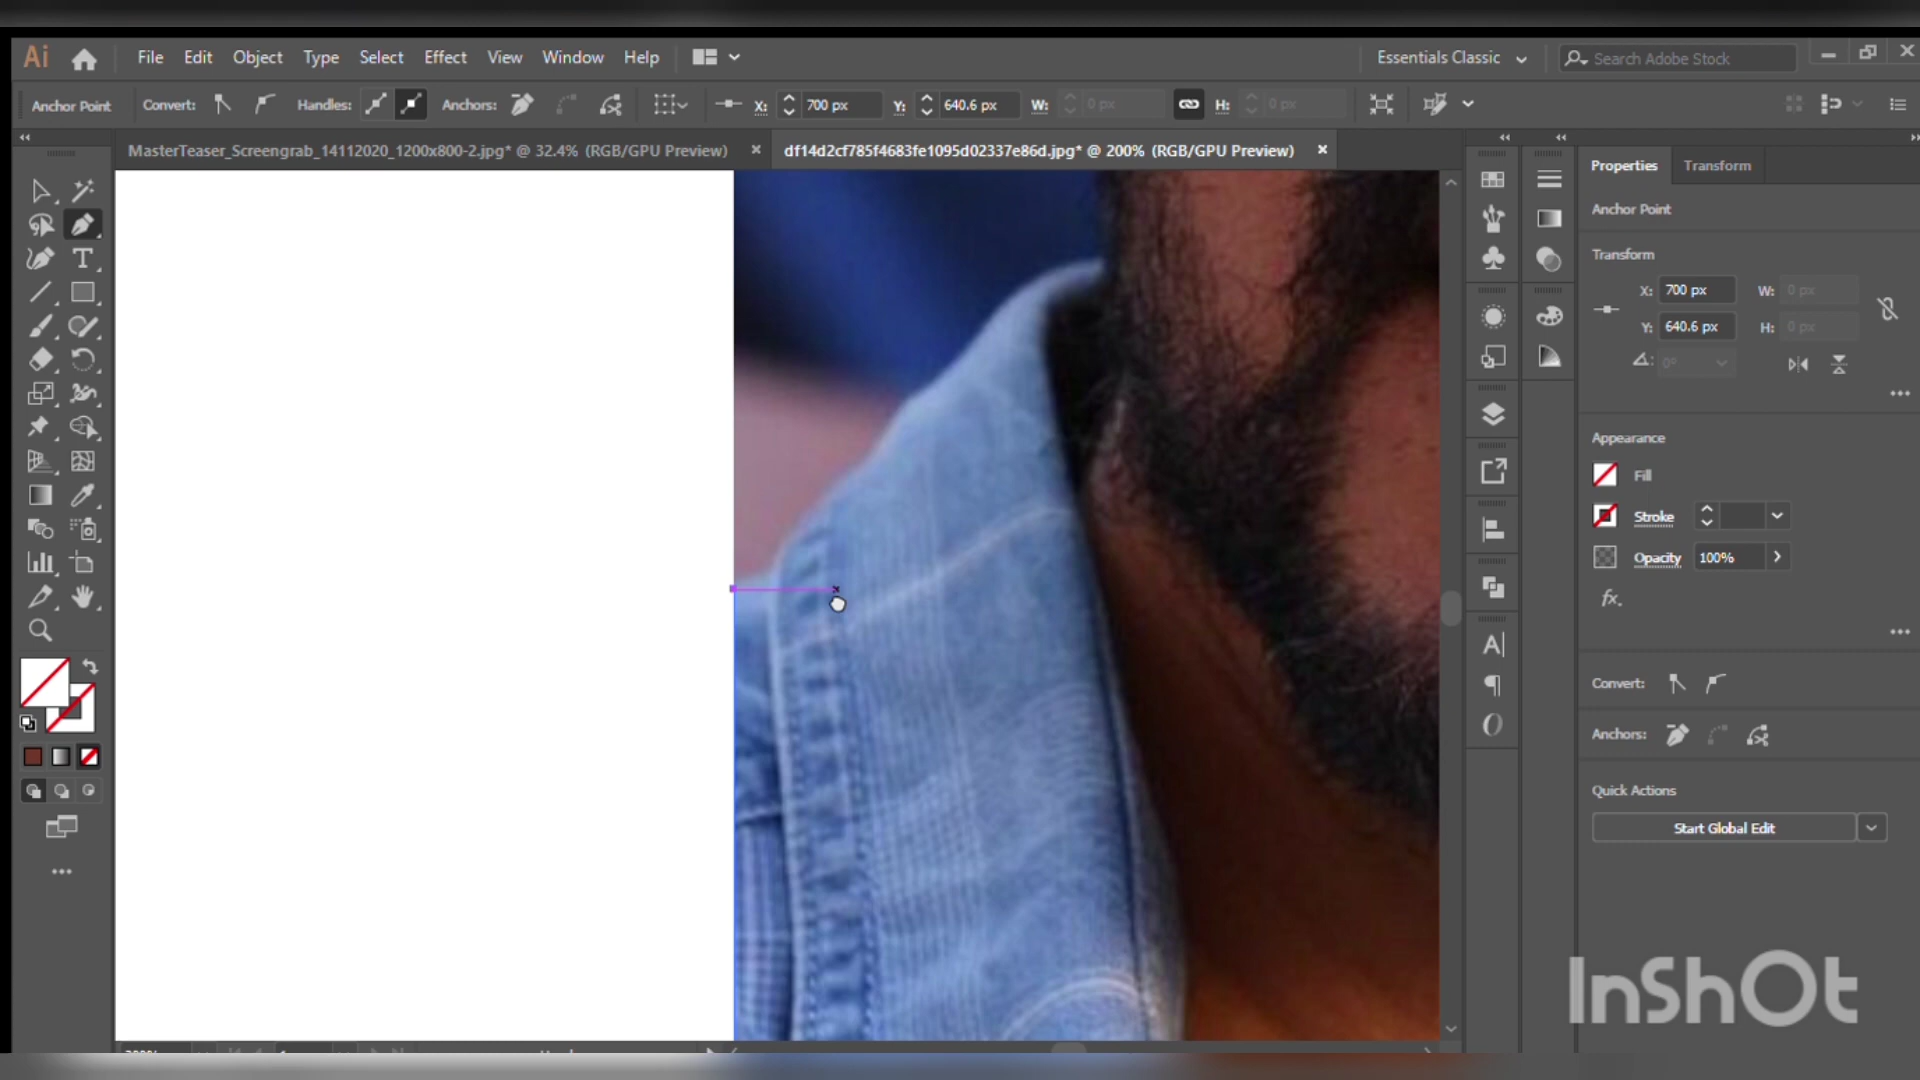 Ai File Edit Object Type Select Effect View Window Help Essentials Classic Search Adobe Stock
Anchor Point Convert: Handles: Anchors: X: 700 px Y: 640.6 px W: 0 px H: 0 px
MasterTeaser_Screengrab_14112020_1200x800-2.jpg* @ 32.4% (RGB/GPU Preview) × df14d2cf785f4683fe1095d02337e86d.jpg* @ 200% (RGB/GPU Preview) ×
Properties Transform
Anchor Point
Transform
X: 700 px W: 0 px
Y: 640.6 px H: 0 px
0°
Appearance
Fill
Stroke
Opacity 100%
fx.
Convert:
Anchors:
Quick Actions
Start Global Edit
InShOt